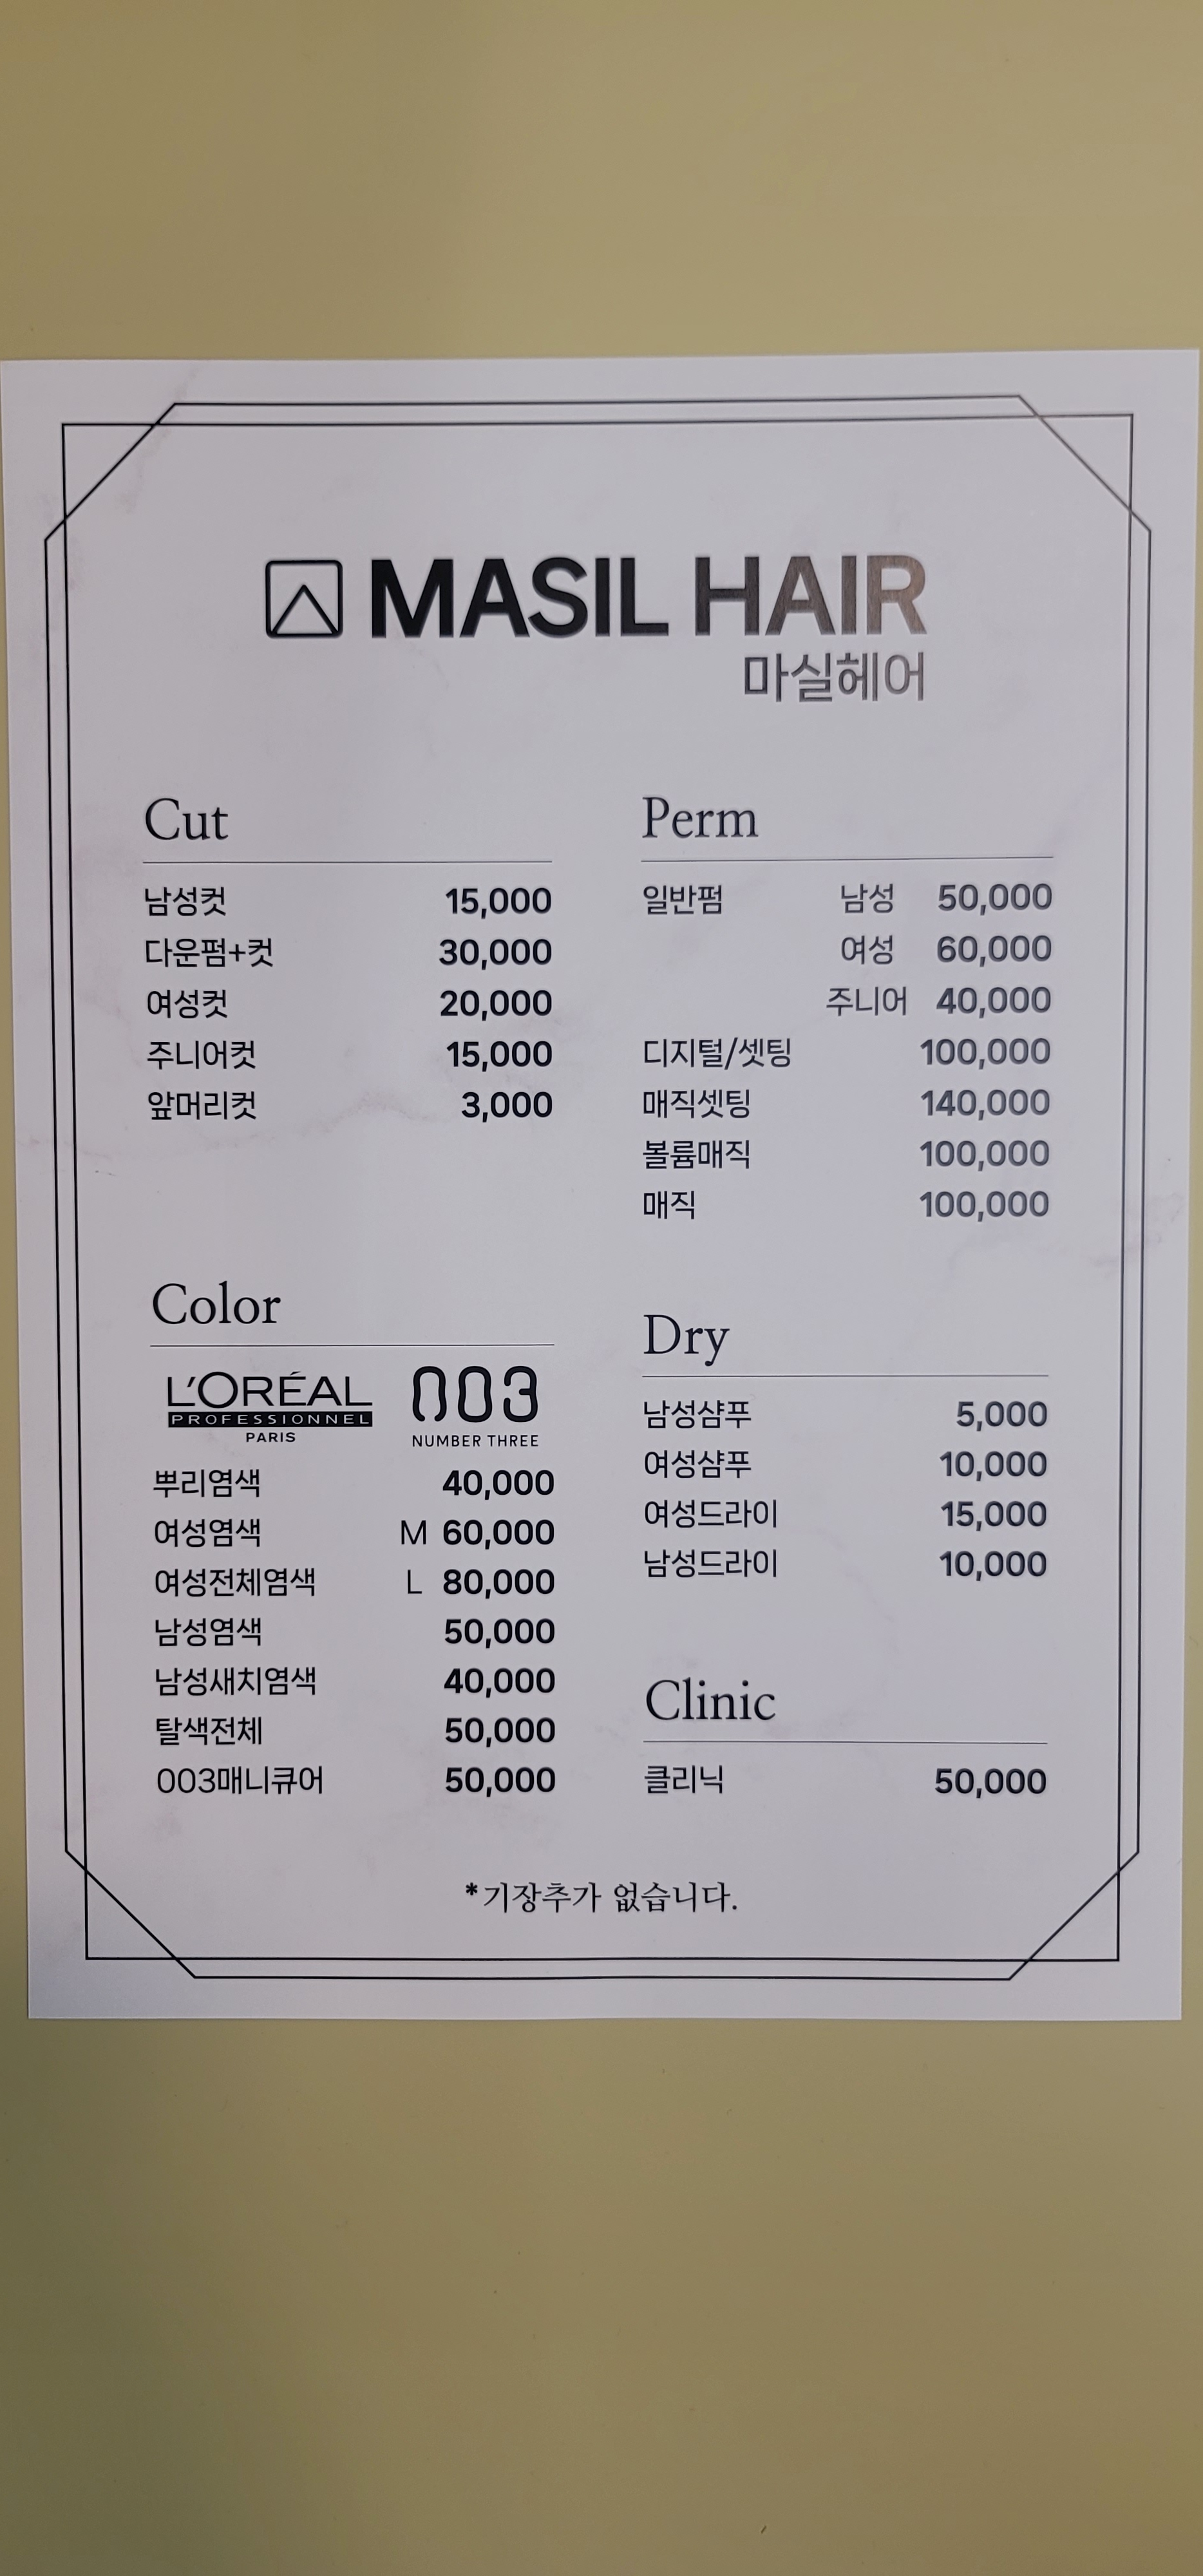 MASIL HAIR
마실헤어
Cut
남성컷 15,000
다운펌+컷 30,000
여성컷 20,000
주니어컷 15,000
앞머리컷 3,000
Perm
일반펌 남성 50,000
여성 60,000
주니어 40,000
디지털/셋팅 100,000
매직셋팅 140,000
볼륨매직 100,000
매직 100,000
Color
L'ORÉAL
PROFESSIONNEL
PARIS
003
NUMBER THREE
뿌리염색 40,000
여성염색 M 60,000
여성전체염색 L 80,000
남성염색 50,000
남성새치염색 40,000
탈색전체 50,000
003매니큐어 50,000
Dry
남성샴푸 5,000
여성샴푸 10,000
여성드라이 15,000
남성드라이 10,000
Clinic
클리닉 50,000
*기장추가 없습니다.